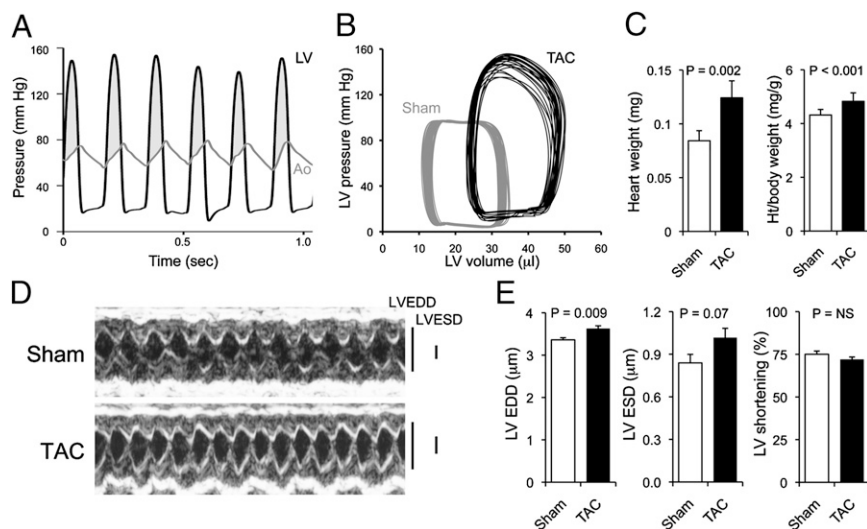 A
Pressure (mm Hg)
160
120
80
40
0
LV
Ao
0
0.5
1.0
Time (sec)
B
LV pressure (mm Hg)
160
120
80
40
0
TAC
Sham
0
10
20
30
40
50
60
LV volume (µl)
C
Heart weight (mg)
0.15
0.1
0.05
0
P = 0.002
Sham
TAC
Ht/body weight (mg/g)
6
4
2
0
P < 0.001
Sham
TAC
D
LVEDD
LVESD
Sham
TAC
E
LV EDD (µm)
4
3
2
1
0
P = 0.009
Sham
TAC
LV ESD (µm)
1.2
0.9
0.6
0.3
0.0
P = 0.07
Sham
TAC
LV shortening (%)
100
75
50
25
0
P = NS
Sham
TAC